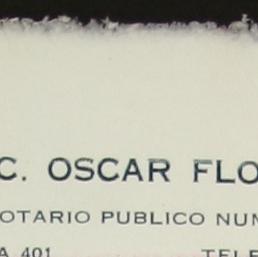 C. OSCAR FLO
OTARIO PUBLICO NUM
A 401
TELE